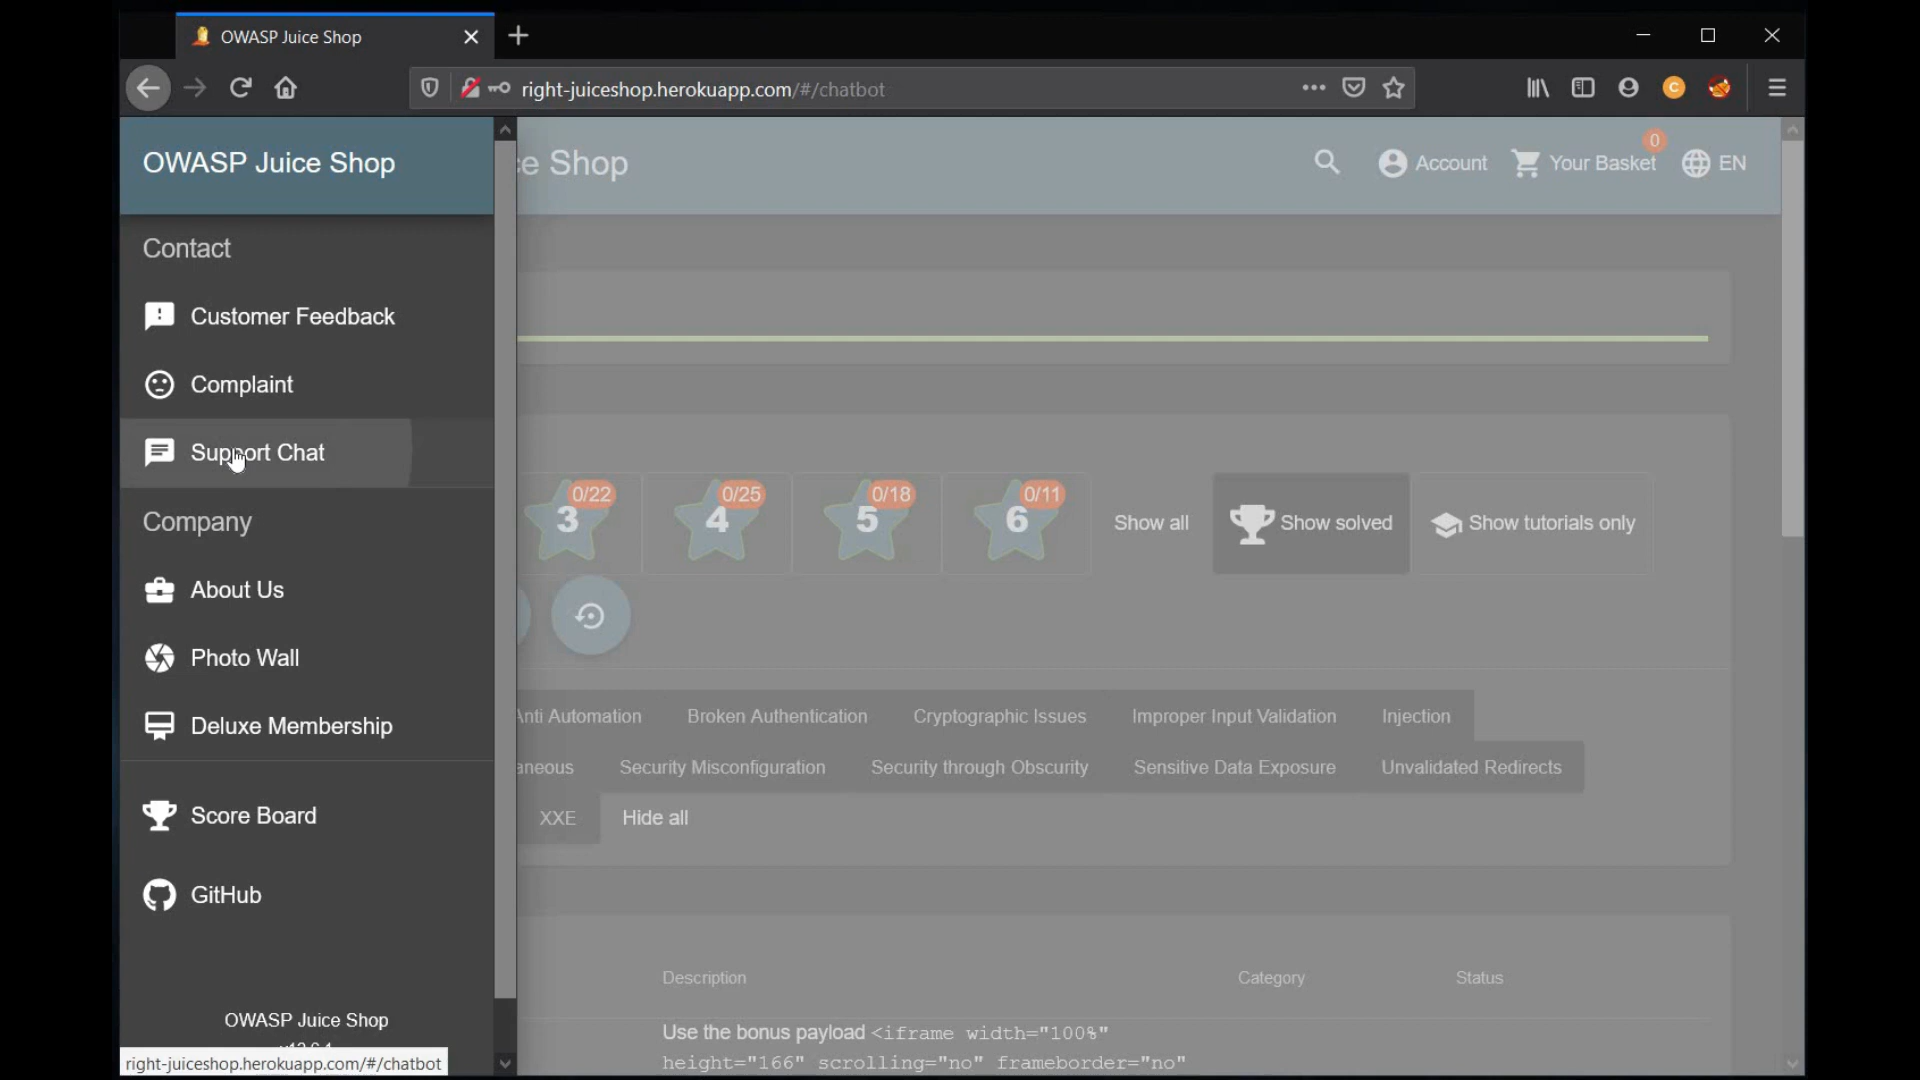 OWASP Juice Shop
right-juiceshop.herokuapp.com/#/chatbot
OWASP Juice Shop
ce Shop
Account
0
Your Basket
EN
Contact
Customer Feedback
Complaint
Support Chat
Company
About Us
Photo Wall
Deluxe Membership
Score Board
GitHub
OWASP Juice Shop
right-juiceshop.herokuapp.com/#/chatbot
3 0/22
4 0/25
5 0/18
6 0/11
Show all
Show solved
Show tutorials only
Anti Automation Broken Authentication Cryptographic Issues Improper Input Validation Injection
aneous Security Misconfiguration Security through Obscurity Sensitive Data Exposure Unvalidated Redirects
XXE Hide all
Description Category Status
Use the bonus payload <iframe width="100%"
height="166" scrolling="no" frameborder="no"